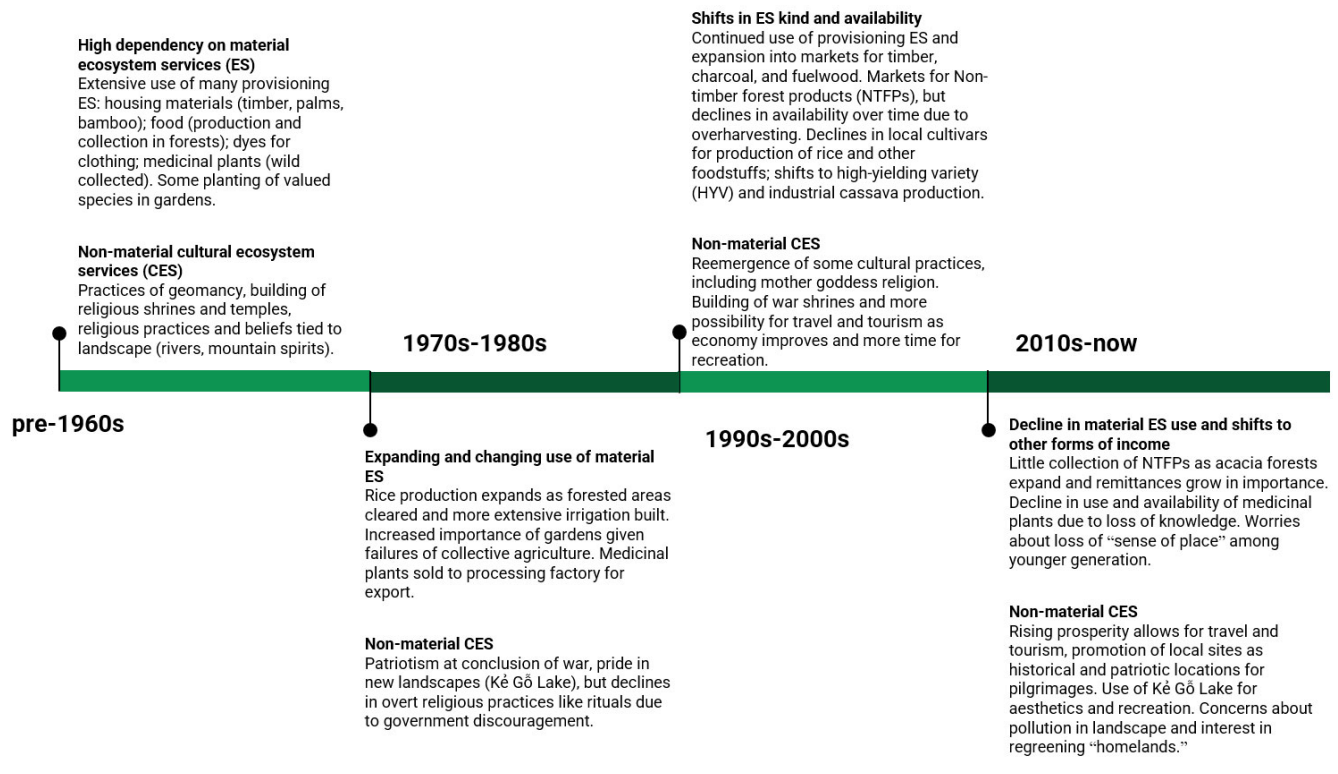 High dependency on material
ecosystem services (ES)
Extensive use of many provisioning
ES: housing materials (timber, palms,
bamboo); food (production and
collection in forests); dyes for
clothing; medicinal plants (wild
collected). Some planting of valued
species in gardens.
Non-material cultural ecosystem
services (CES)
Practices of geomancy, building of
religious shrines and temples,
religious practices and beliefs tied to
landscape (rivers, mountain spirits).
pre-1960s
1970s-1980s
Expanding and changing use of material
ES
Rice production expands as forested areas
cleared and more extensive irrigation built.
Increased importance of gardens given
failures of collective agriculture. Medicinal
plants sold to processing factory for
export.
Non-material CES
Patriotism at conclusion of war, pride in
new landscapes (Kẻ Gỗ Lake), but declines
in overt religious practices like rituals due
to government discouragement.
Shifts in ES kind and availability
Continued use of provisioning ES and
expansion into markets for timber,
charcoal, and fuelwood. Markets for Non-
timber forest products (NTFPs), but
declines in availability over time due to
overharvesting. Declines in local cultivars
for production of rice and other
foodstuffs; shifts to high-yielding variety
(HYV) and industrial cassava production.
Non-material CES
Reemergence of some cultural practices,
including mother goddess religion.
Building of war shrines and more
possibility for travel and tourism as
economy improves and more time for
recreation.
1990s-2000s
2010s-now
Decline in material ES use and shifts to
other forms of income
Little collection of NTFPs as acacia forests
expand and remittances grow in importance.
Decline in use and availability of medicinal
plants due to loss of knowledge. Worries
about loss of “sense of place” among
younger generation.
Non-material CES
Rising prosperity allows for travel and
tourism, promotion of local sites as
historical and patriotic locations for
pilgrimages. Use of Kẻ Gỗ Lake for
aesthetics and recreation. Concerns about
pollution in landscape and interest in
regreening “homelands.”